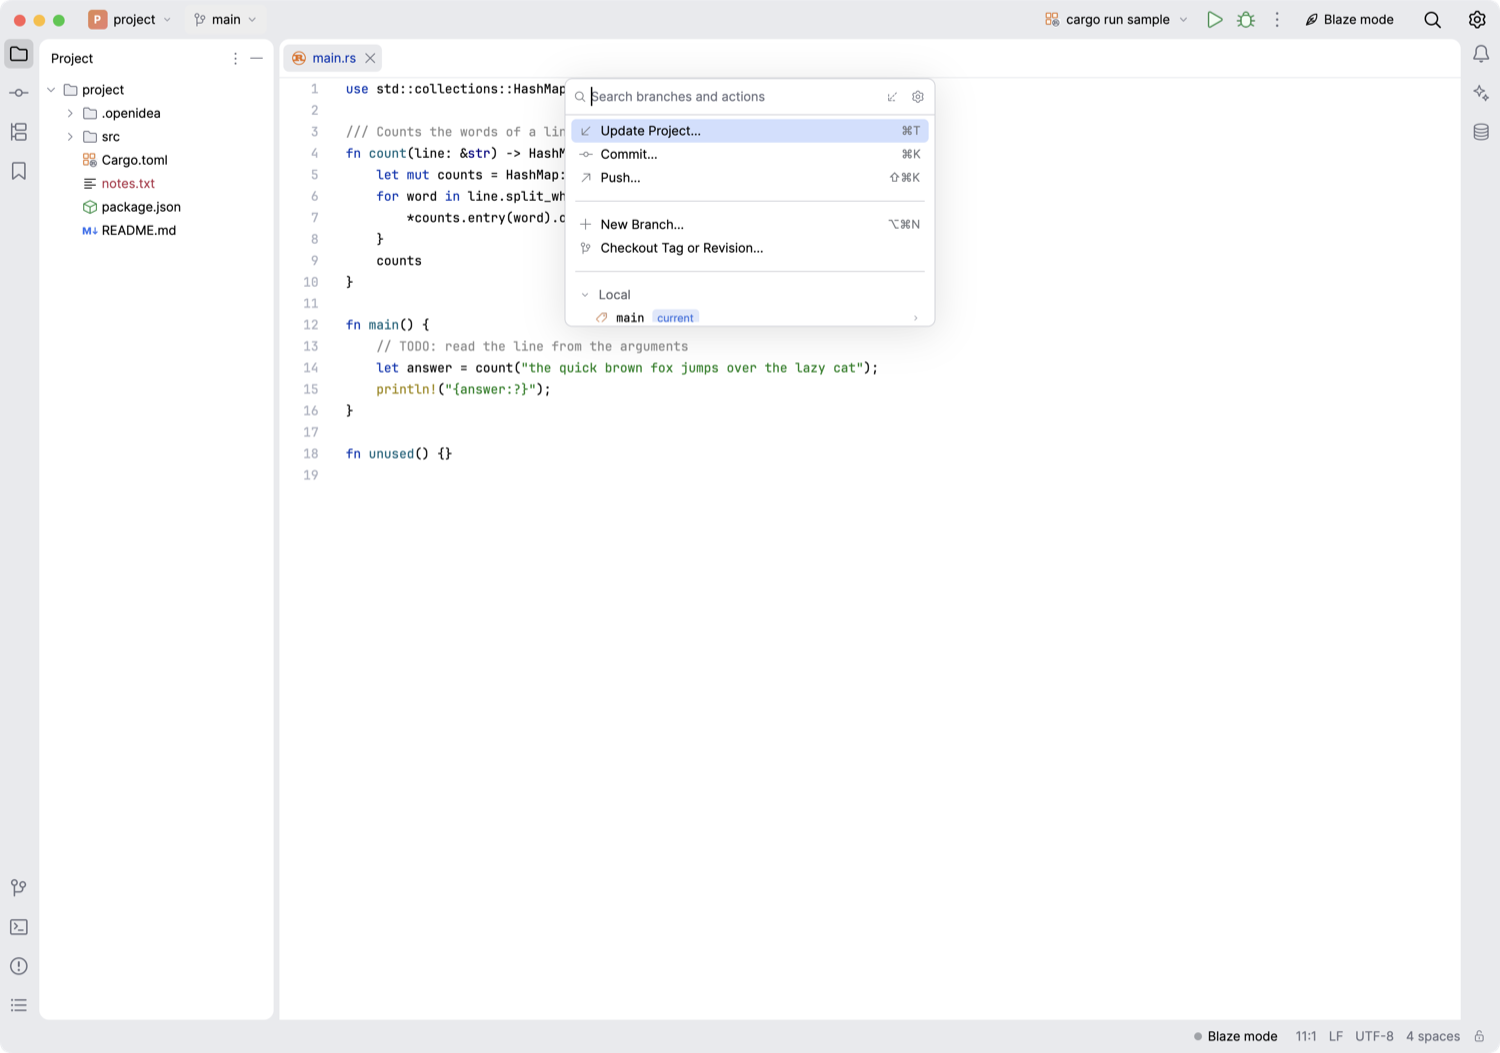 P project main cargo run sample Blaze mode
Project
main.rs
project
.openidea
src
Cargo.toml
notes.txt
package.json
M↓ README.md
1 use std::collections::HashMap
2
3 /// Counts the words of a lin
4 fn count(line: &str) -> HashM
5 let mut counts = HashMap:
6 for word in line.split_wh
7 *counts.entry(word).o
8 }
9 counts
10 }
11
12 fn main() {
13 // TODO: read the line from the arguments
14 let answer = count("the quick brown fox jumps over the lazy cat");
15 println!("{answer:?}");
16 }
17
18 fn unused() {}
19
Search branches and actions
Update Project... ⌘T
Commit... ⌘K
Push... ⇧⌘K
New Branch... ⌥⌘N
Checkout Tag or Revision...
Local
main current
Blaze mode 11:1 LF UTF-8 4 spaces